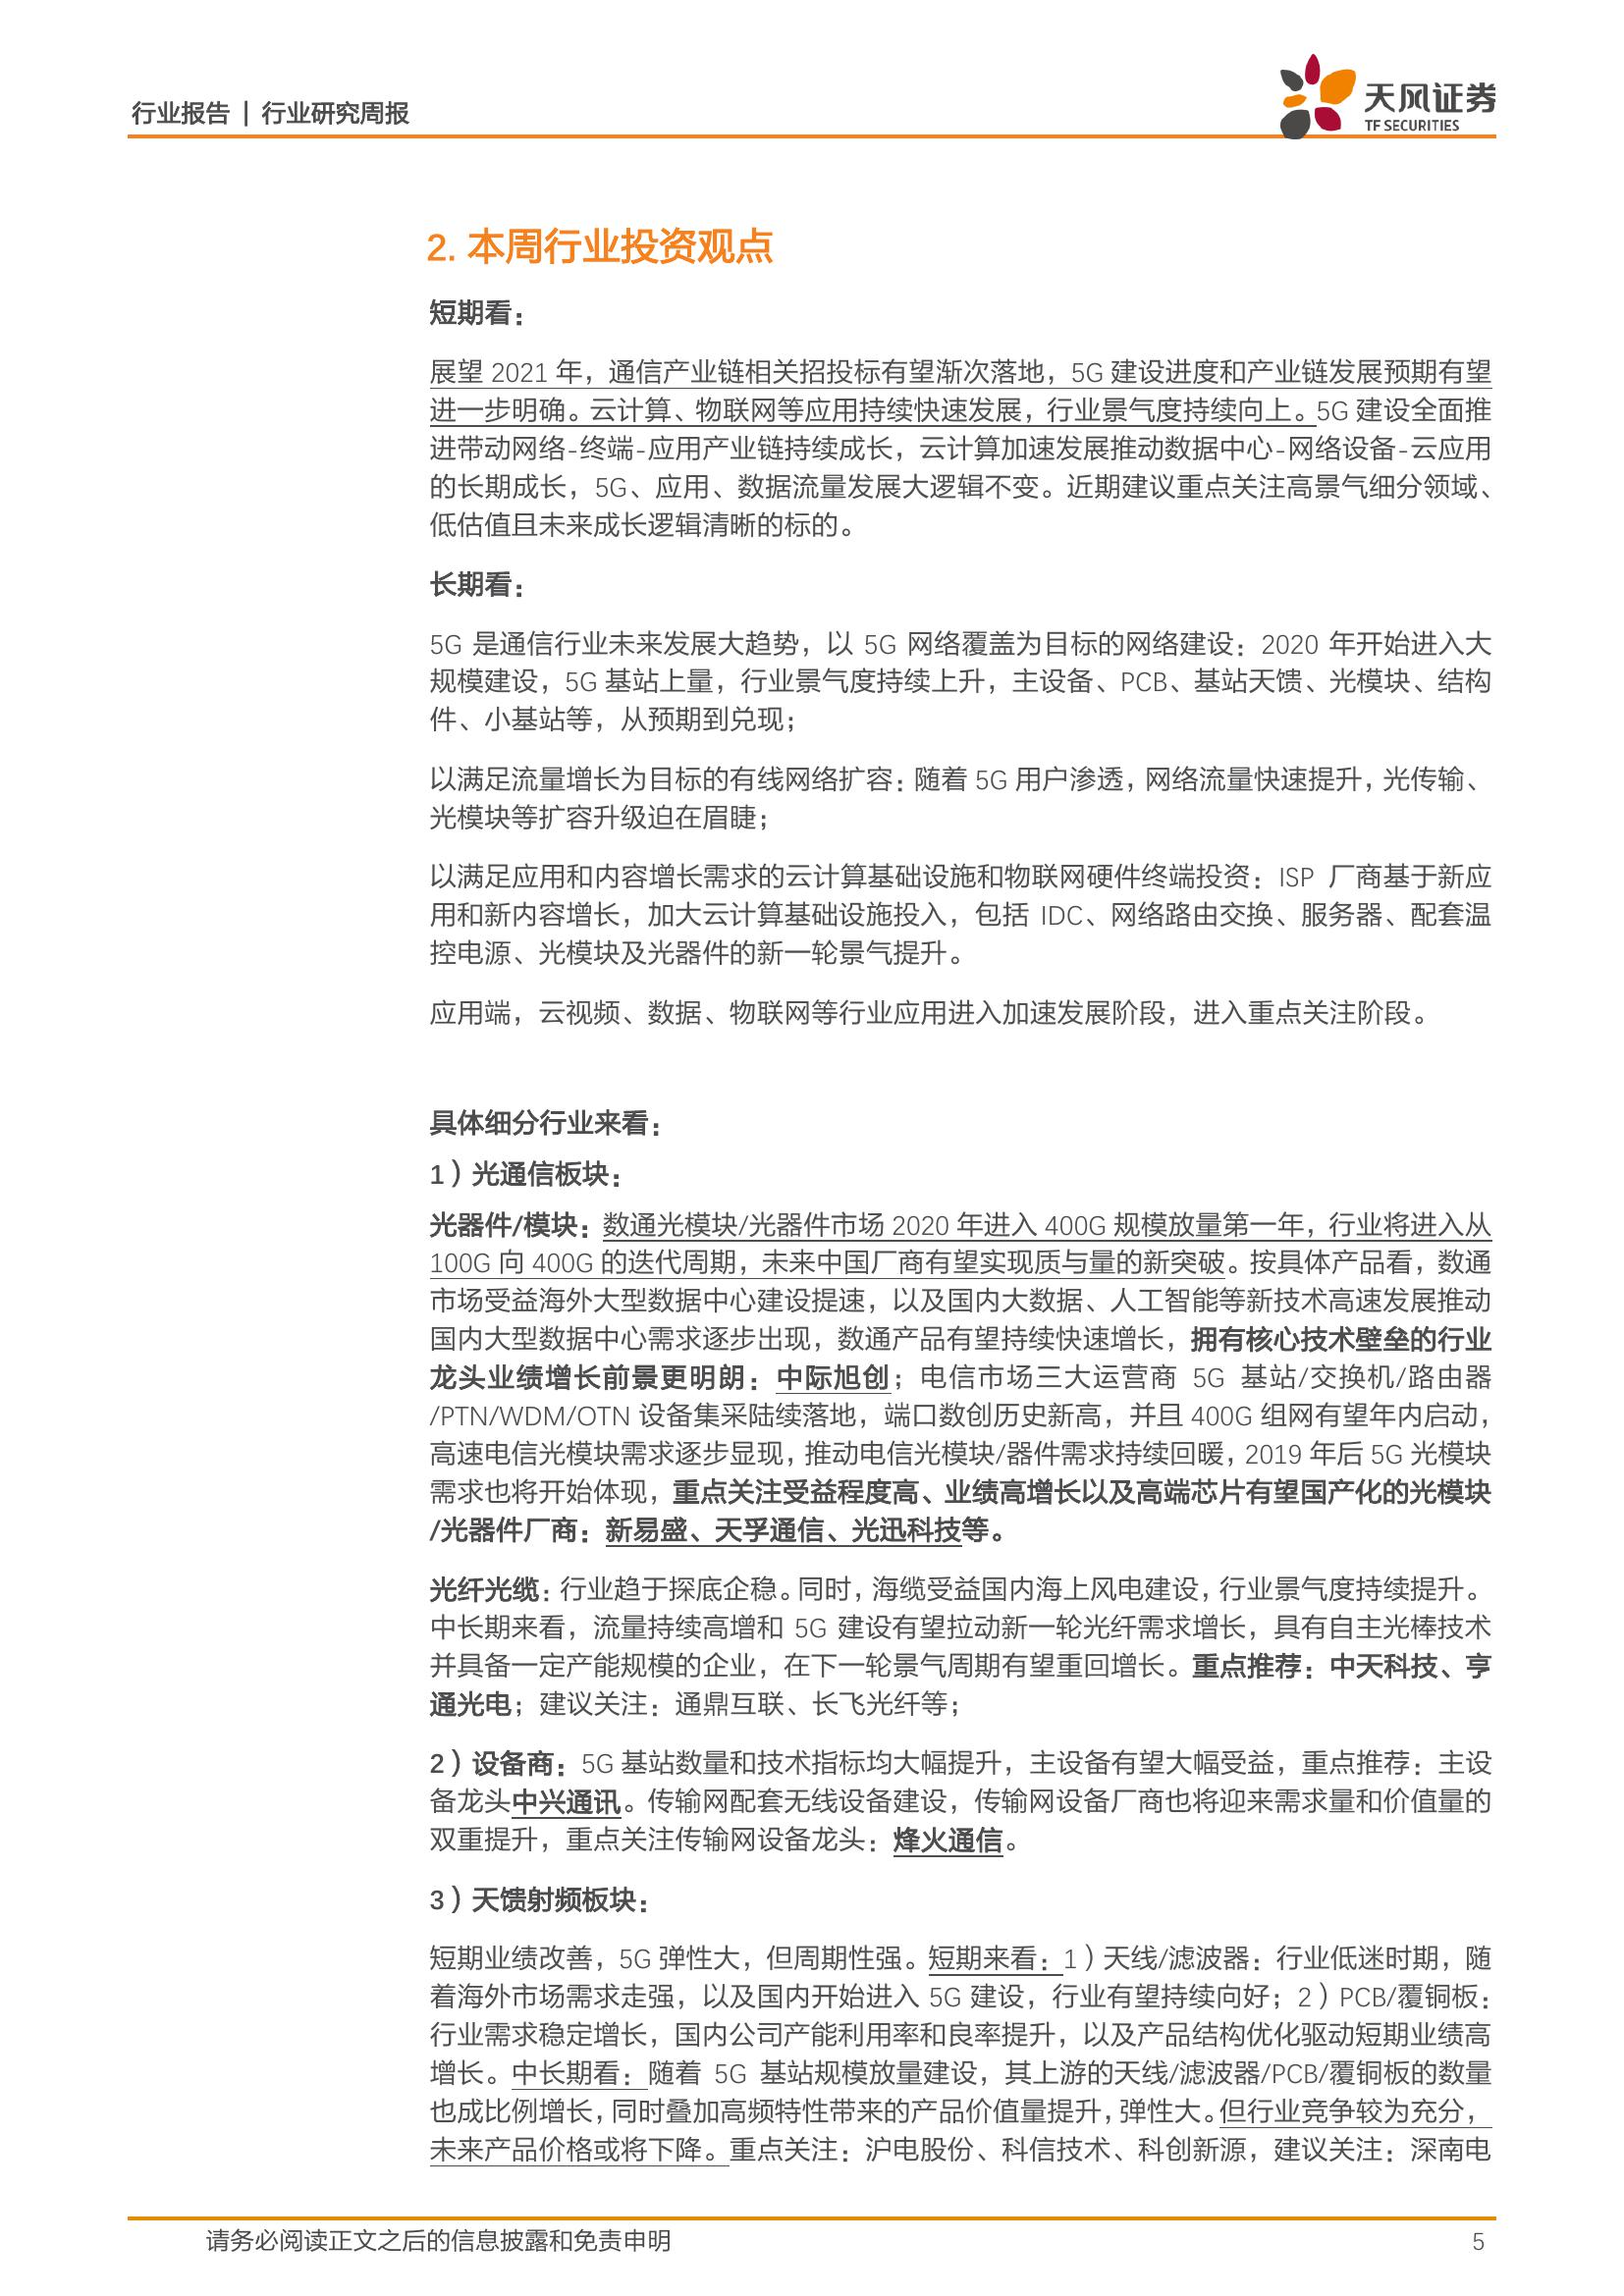 行业报告 | 行业研究周报
天风证券
TF SECURITIES
2. 本周行业投资观点
短期看：
展望 2021 年，通信产业链相关招投标有望渐次落地，5G 建设进度和产业链发展预期有望
进一步明确。云计算、物联网等应用持续快速发展，行业景气度持续向上。5G 建设全面推
进带动网络-终端-应用产业链持续成长，云计算加速发展推动数据中心-网络设备-云应用
的长期成长，5G、应用、数据流量发展大逻辑不变。近期建议重点关注高景气细分领域、
低估值且未来成长逻辑清晰的标的。
长期看：
5G 是通信行业未来发展大趋势，以 5G 网络覆盖为目标的网络建设：2020 年开始进入大
规模建设，5G 基站上量，行业景气度持续上升，主设备、PCB、基站天馈、光模块、结构
件、小基站等，从预期到兑现；
以满足流量增长为目标的有线网络扩容：随着 5G 用户渗透，网络流量快速提升，光传输、
光模块等扩容升级迫在眉睫；
以满足应用和内容增长需求的云计算基础设施和物联网硬件终端投资：ISP 厂商基于新应
用和新内容增长，加大云计算基础设施投入，包括 IDC、网络路由交换、服务器、配套温
控电源、光模块及光器件的新一轮景气提升。
应用端，云视频、数据、物联网等行业应用进入加速发展阶段，进入重点关注阶段。
具体细分行业来看：
1）光通信板块：
光器件/模块：数通光模块/光器件市场 2020 年进入 400G 规模放量第一年，行业将进入从
100G 向 400G 的迭代周期，未来中国厂商有望实现质与量的新突破。按具体产品看，数通
市场受益海外大型数据中心建设提速，以及国内大数据、人工智能等新技术高速发展推动
国内大型数据中心需求逐步出现，数通产品有望持续快速增长，拥有核心技术壁垒的行业
龙头业绩增长前景更明朗：中际旭创；电信市场三大运营商 5G 基站/交换机/路由器
/PTN/WDM/OTN 设备集采陆续落地，端口数创历史新高，并且 400G 组网有望年内启动，
高速电信光模块需求逐步显现，推动电信光模块/器件需求持续回暖，2019 年后 5G 光模块
需求也将开始体现，重点关注受益程度高、业绩高增长以及高端芯片有望国产化的光模块
/光器件厂商：新易盛、天孚通信、光迅科技等。
光纤光缆：行业趋于探底企稳。同时，海缆受益国内海上风电建设，行业景气度持续提升。
中长期来看，流量持续高增和 5G 建设有望拉动新一轮光纤需求增长，具有自主光棒技术
并具备一定产能规模的企业，在下一轮景气周期有望重回增长。重点推荐：中天科技、亨
通光电；建议关注：通鼎互联、长飞光纤等；
2）设备商：5G 基站数量和技术指标均大幅提升，主设备有望大幅受益，重点推荐：主设
备龙头中兴通讯。传输网配套无线设备建设，传输网设备厂商也将迎来需求量和价值量的
双重提升，重点关注传输网设备龙头：烽火通信。
3）天馈射频板块：
短期业绩改善，5G 弹性大，但周期性强。短期来看：1）天线/滤波器：行业低迷时期，随
着海外市场需求走强，以及国内开始进入 5G 建设，行业有望持续向好；2）PCB/覆铜板：
行业需求稳定增长，国内公司产能利用率和良率提升，以及产品结构优化驱动短期业绩高
增长。中长期看：随着 5G 基站规模放量建设，其上游的天线/滤波器/PCB/覆铜板的数量
也成比例增长，同时叠加高频特性带来的产品价值量提升，弹性大。但行业竞争较为充分，
未来产品价格或将下降。重点关注：沪电股份、科信技术、科创新源，建议关注：深南电
请务必阅读正文之后的信息披露和免责申明
5